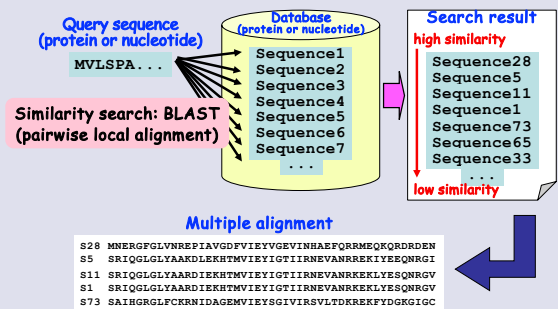 Query sequence
(protein or nucleotide)
MVLSPA...
Similarity search: BLAST
(pairwise local alignment)
Database
(protein or nucleotide)
Sequence1
Sequence2
Sequence3
Sequence4
Sequence5
Sequence6
Sequence7
...
Search result
high similarity
Sequence28
Sequence5
Sequence11
Sequence1
Sequence73
Sequence65
Sequence33
...
low similarity
Multiple alignment
S28 MNERGFGLVNREPIAVGDFVIEYVGEVINHAEFQRRMEQKQRDRDEN
S5 SRIQGLGLYAAKDLEKHTMVIEYIGTIIRNEVANRREKIYEEQNRGI
S11 SRIQGLGLYAARDIEKHTMVIEYIGTIIRNEVANRKEKLYESQNRGV
S1 SRIQGLGLYAARDIEKHTMVIEYIGTIIRNEVANRKEKLYESQNRGV
S73 SAIHGRGLFCKRNIDAGEMVIEYSGIVIRSVLTDKREKFYDGKGIGC